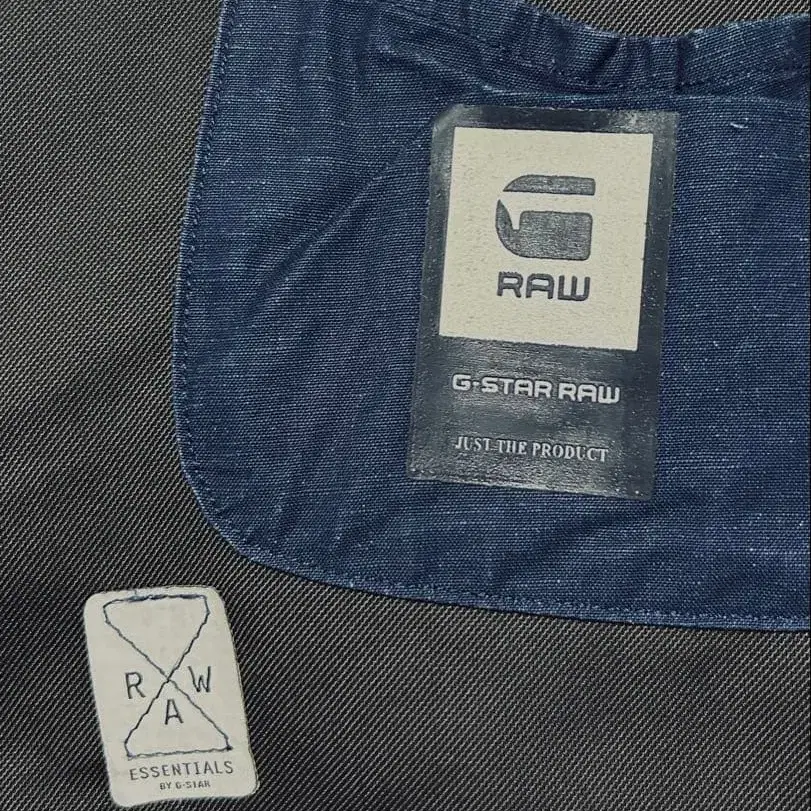 RAW
G-STAR RAW
JUST THE PRODUCT
R W
A
ESSENTIALS
BY G-STAR